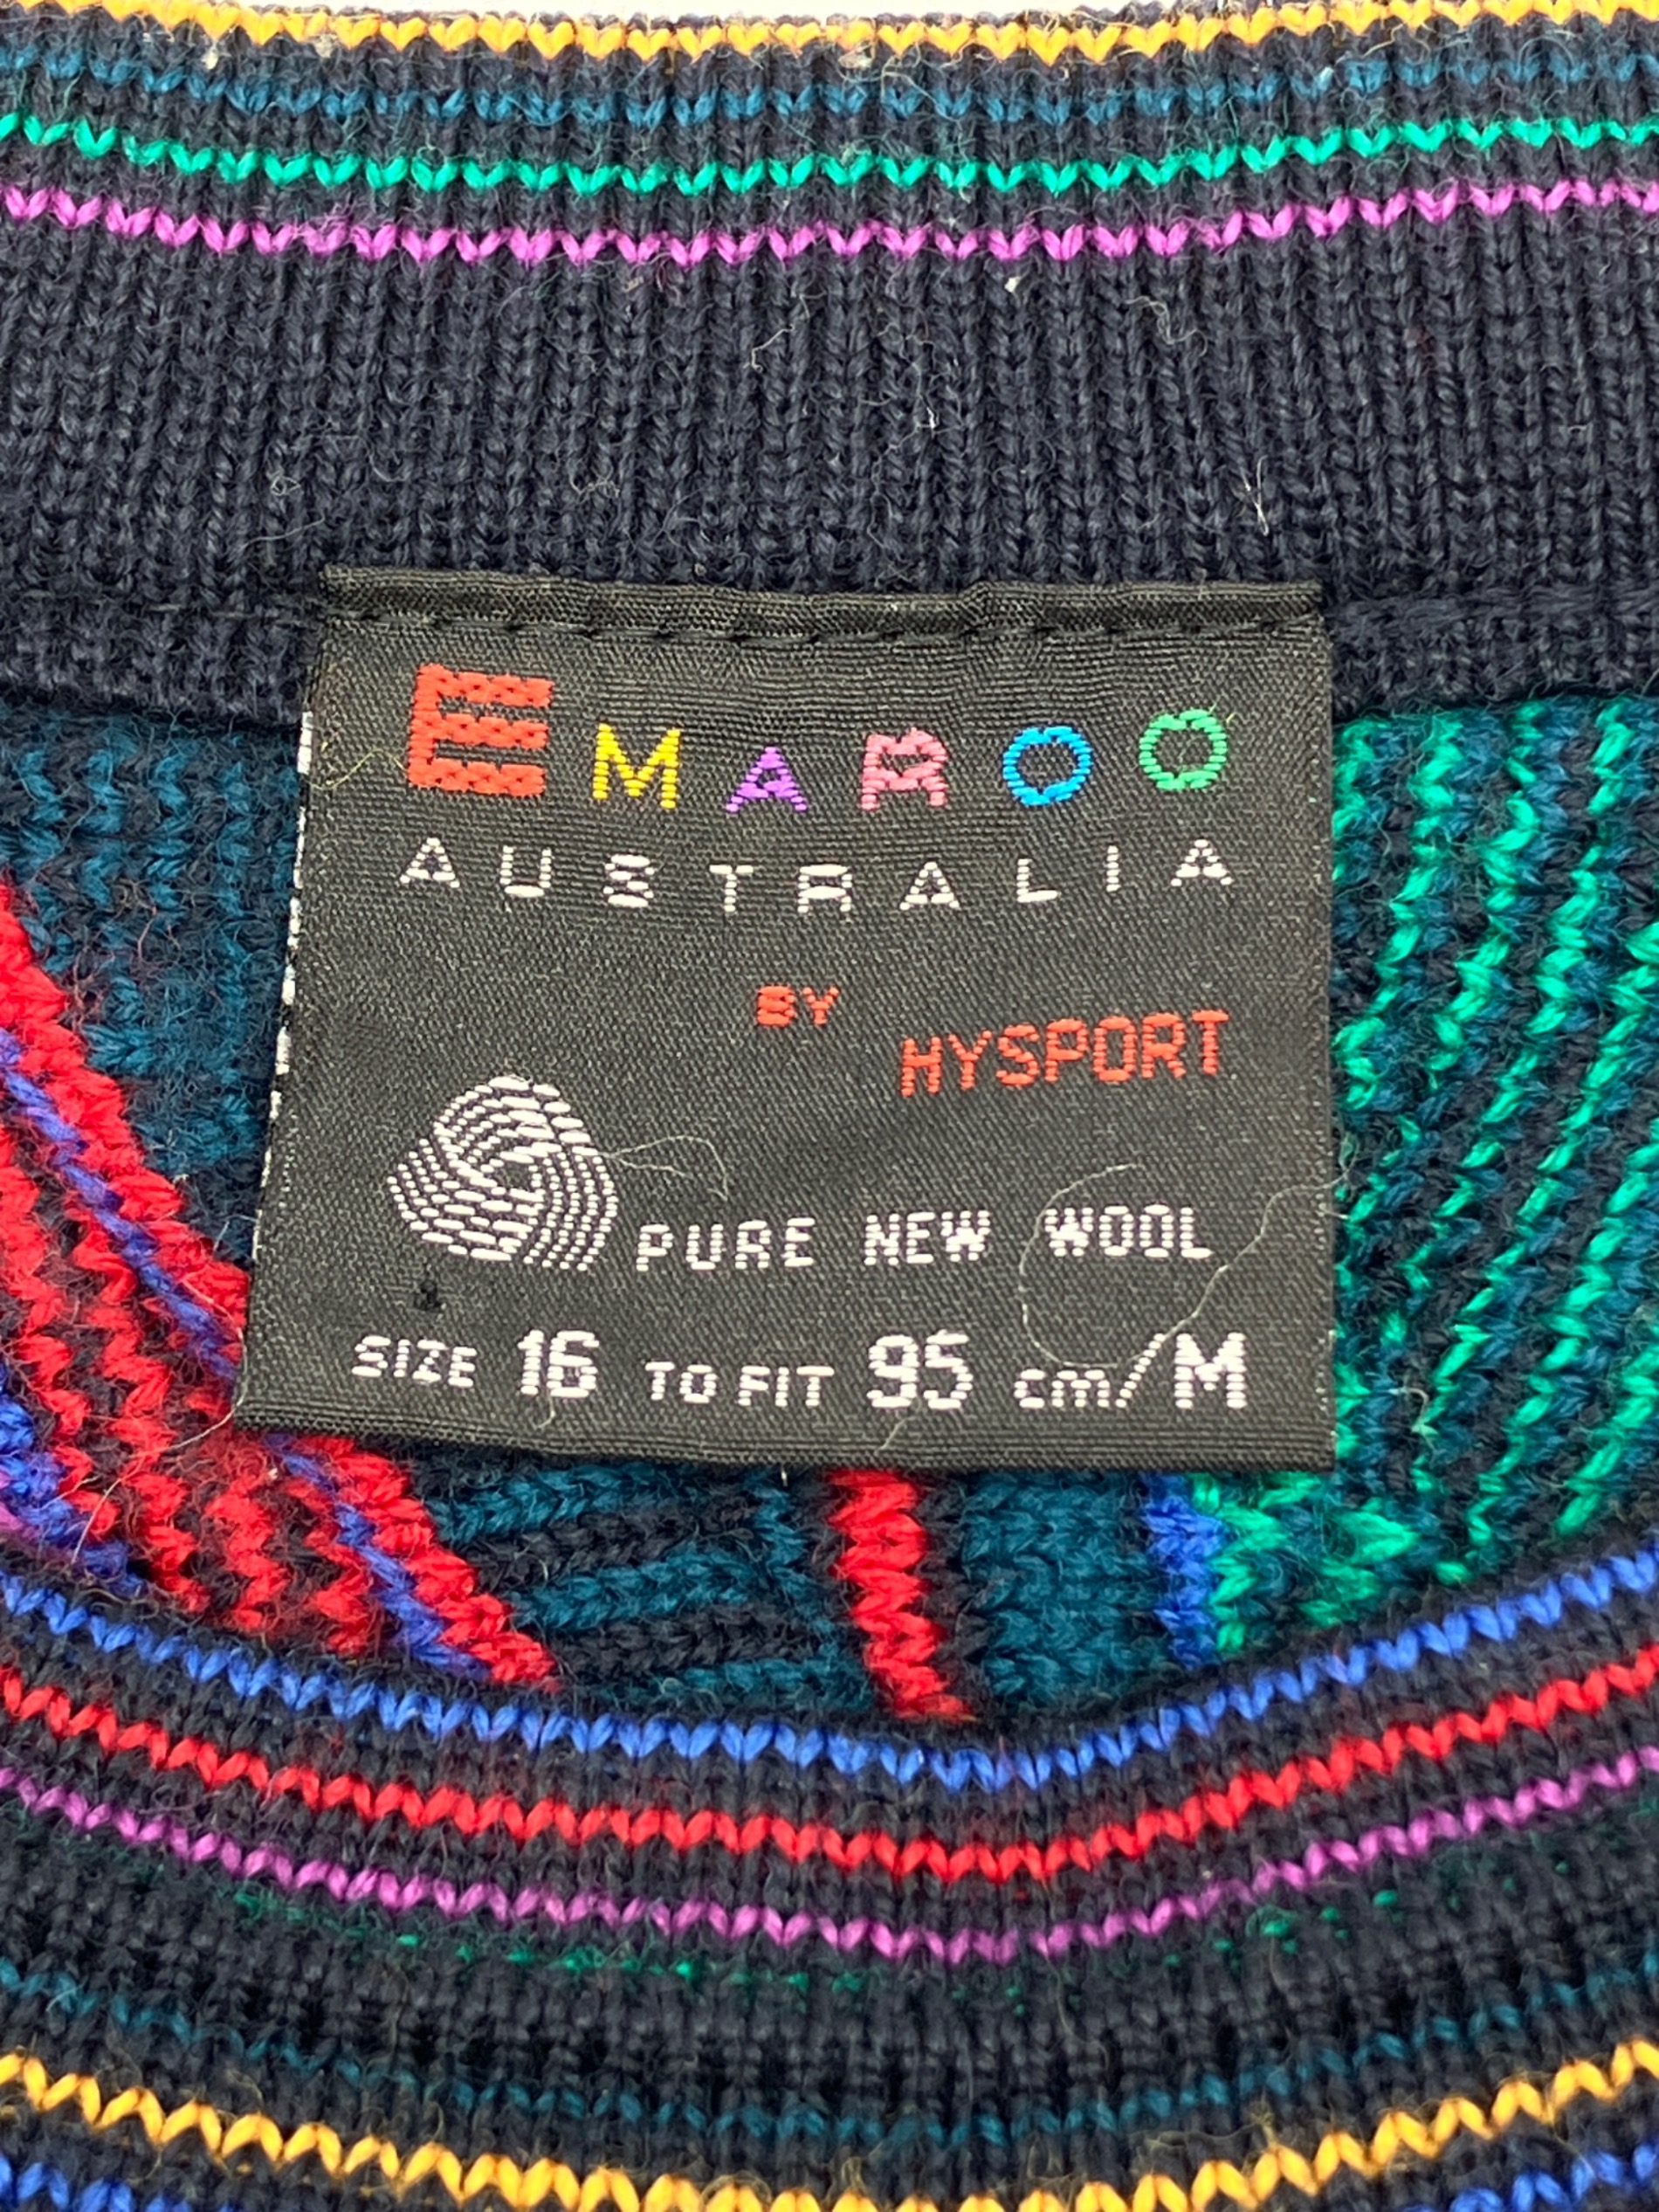 EMAROO
AUSTRALIA
BY
HYSPORT
PURE NEW WOOL
SIZE 16 TO FIT 95 cm/M